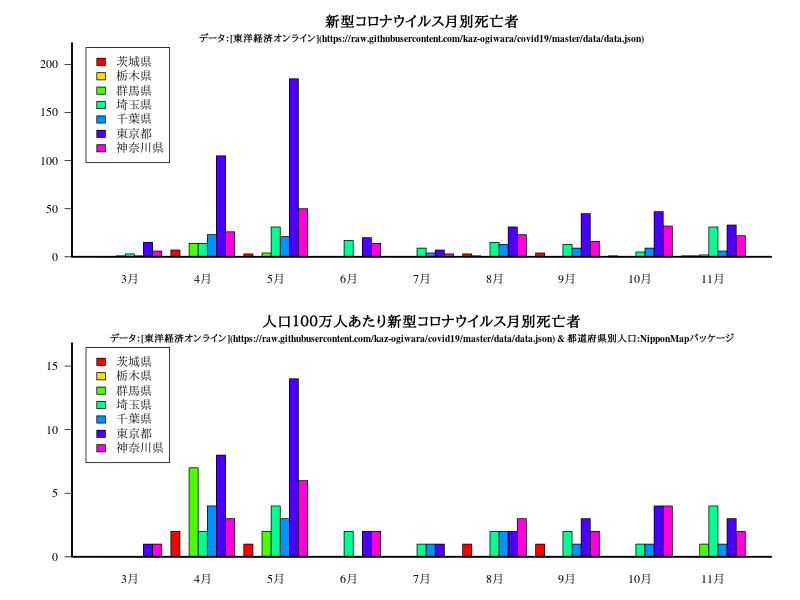 新型コロナウイルス月別死亡者
データ：[東洋経済オンライン](https://raw.githubusercontent.com/kaz-ogiwara/covid19/master/data/data.json)
茨城県
栃木県
群馬県
埼玉県
千葉県
東京都
神奈川県
200
150
100
50
0
3月 4月 5月 6月 7月 8月 9月 10月 11月
人口100万人あたり新型コロナウイルス月別死亡者
データ：[東洋経済オンライン](https://raw.githubusercontent.com/kaz-ogiwara/covid19/master/data/data.json) & 都道府県別人口:NipponMapパッケージ
茨城県
栃木県
群馬県
埼玉県
千葉県
東京都
神奈川県
15
10
5
0
3月 4月 5月 6月 7月 8月 9月 10月 11月